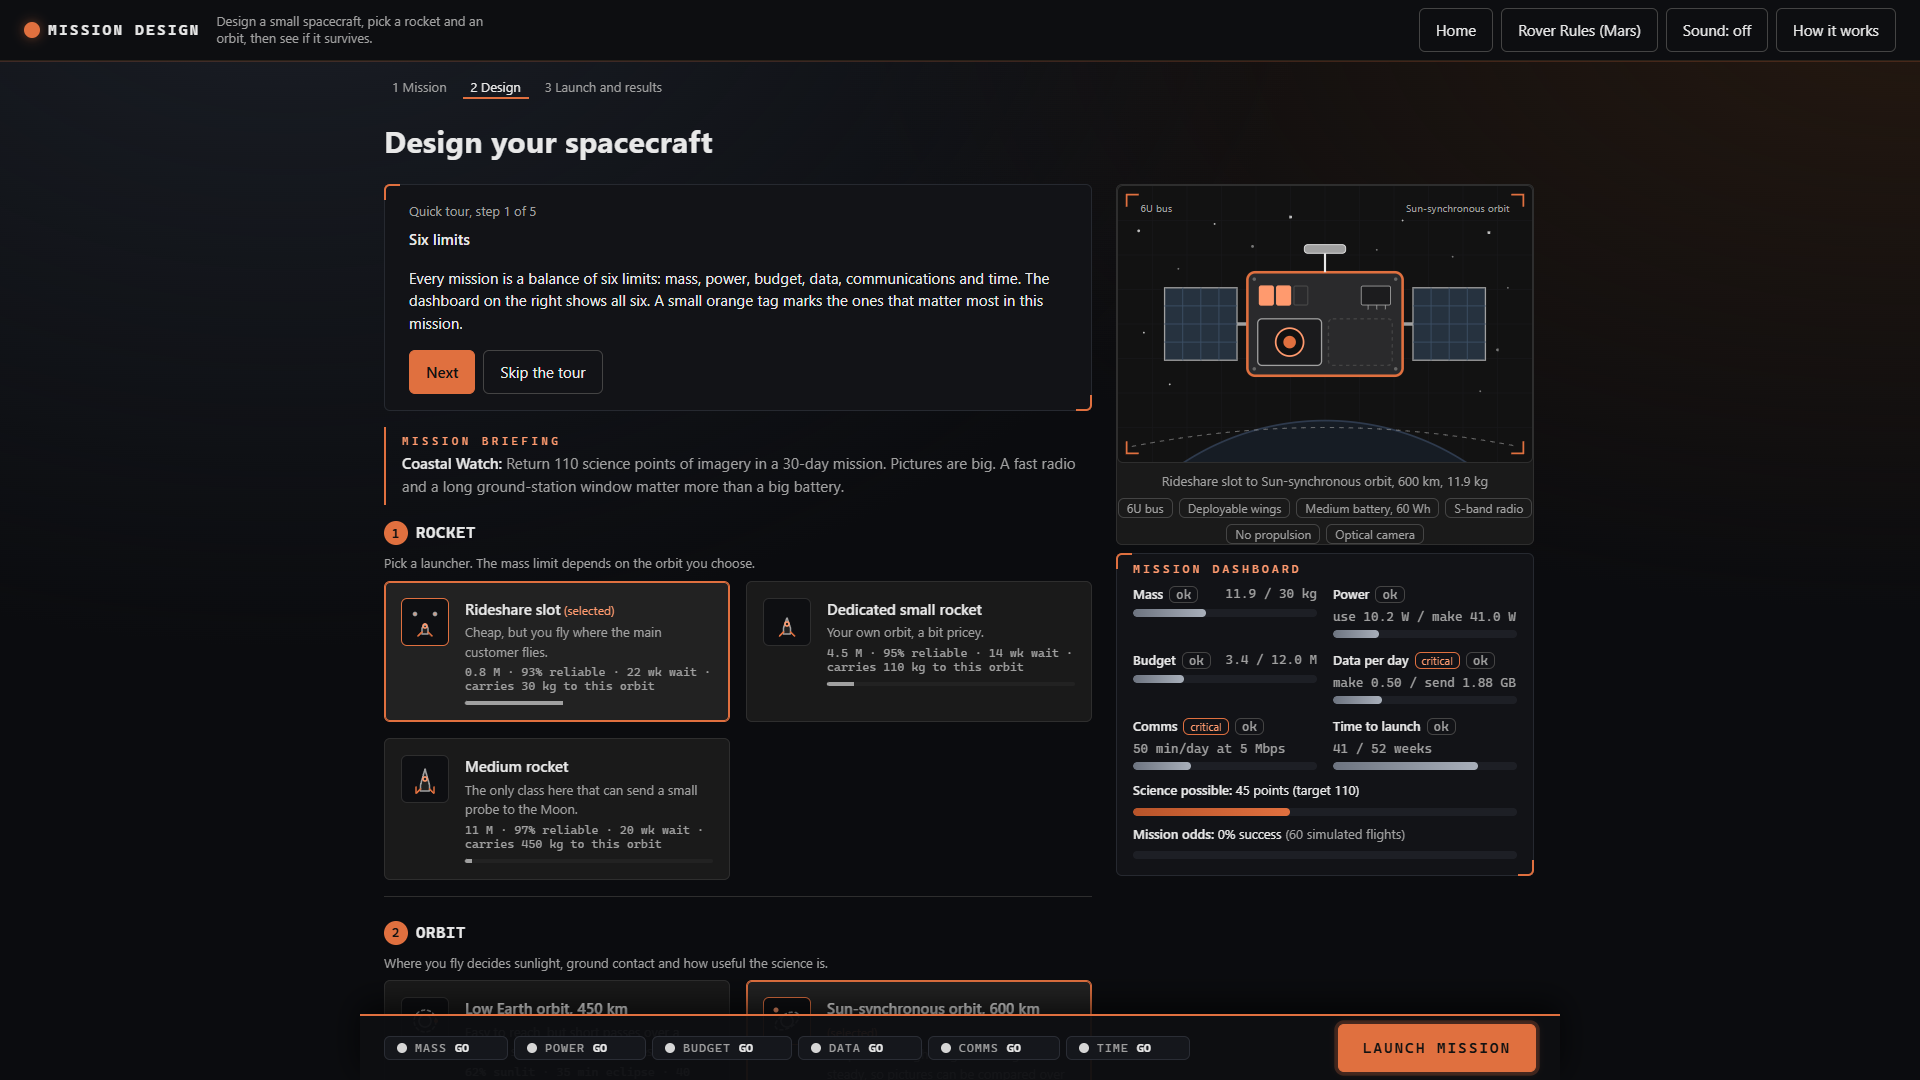 MISSION DESIGN
Design a small spacecraft, pick a rocket and an
orbit, then see if it survives.
Home
Rover Rules (Mars)
Sound: off
How it works
1 Mission
2 Design
3 Launch and results
Design your spacecraft
Quick tour, step 1 of 5
Six limits
Every mission is a balance of six limits: mass, power, budget, data, communications and time. The
dashboard on the right shows all six. A small orange tag marks the ones that matter most in this
mission.
Next
Skip the tour
MISSION BRIEFING
Coastal Watch: Return 110 science points of imagery in a 30-day mission. Pictures are big. A fast radio
and a long ground-station window matter more than a big battery.
1 ROCKET
Pick a launcher. The mass limit depends on the orbit you choose.
Rideshare slot (selected)
Cheap, but you fly where the main
customer flies.
0.8 M · 93% reliable · 22 wk wait ·
carries 30 kg to this orbit
Dedicated small rocket
Your own orbit, a bit pricey.
4.5 M · 95% reliable · 14 wk wait ·
carries 110 kg to this orbit
Medium rocket
The only class here that can send a small
probe to the Moon.
11 M · 97% reliable · 20 wk wait ·
carries 450 kg to this orbit
2 ORBIT
Where you fly decides sunlight, ground contact and how useful the science is.
Low Earth orbit, 450 km
Sun-synchronous orbit, 600 km
6U bus
Sun-synchronous orbit
Rideshare slot to Sun-synchronous orbit, 600 km, 11.9 kg
6U bus
Deployable wings
Medium battery, 60 Wh
S-band radio
No propulsion
Optical camera
MISSION DASHBOARD
Mass ok 11.9 / 30 kg
Power ok
use 10.2 W / make 41.0 W
Budget ok 3.4 / 12.0 M
Data per day critical ok
make 0.50 / send 1.88 GB
Comms critical ok
50 min/day at 5 Mbps
Time to launch ok
41 / 52 weeks
Science possible: 45 points (target 110)
Mission odds: 0% success (60 simulated flights)
MASS GO
POWER GO
BUDGET GO
DATA GO
COMMS GO
TIME GO
LAUNCH MISSION